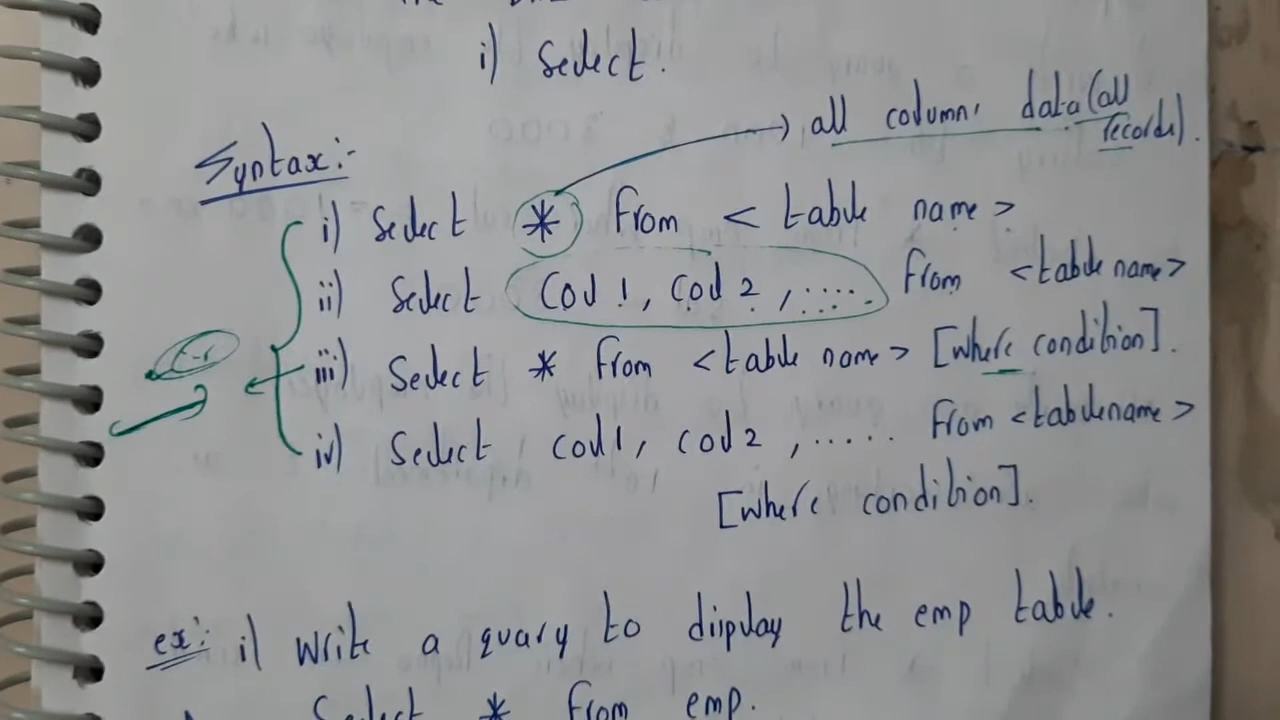 i) Select.
→ all column, data (all records).
Syntax:-
i) Select * from < table name >
ii) Select Col 1, Col 2, ..... from <table name>
iii) Select * from <table name> [where condition].
iv) Select col1, col2, ..... from <tablename>
[where condition].
ex:- i) Write a quary to display the emp table.
Select * from emp.